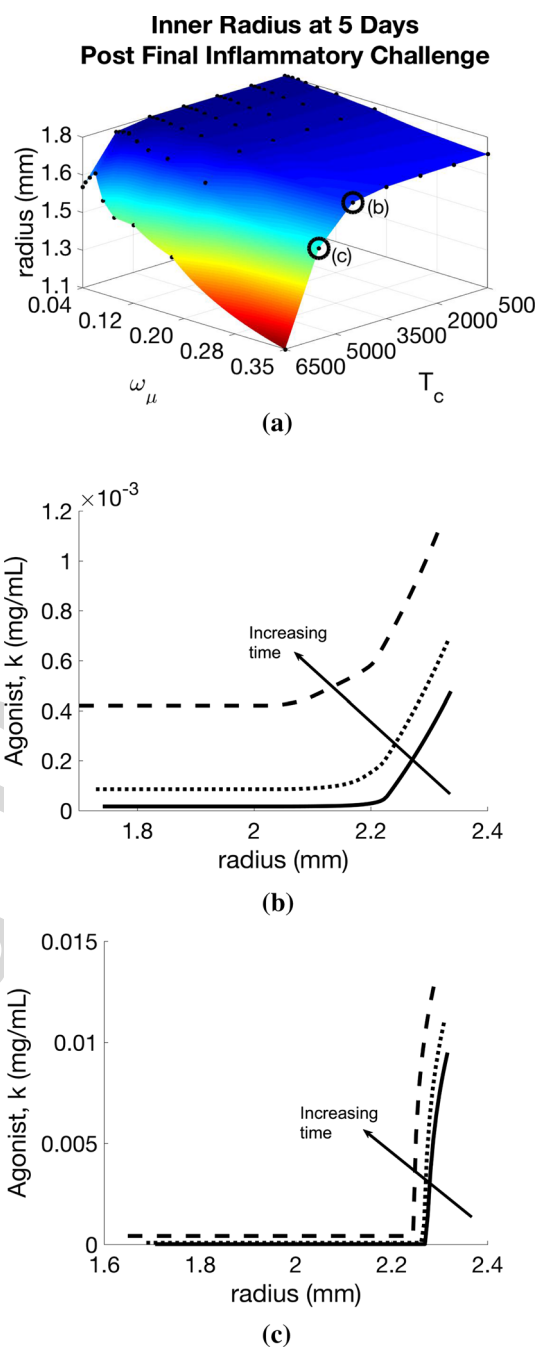 Inner Radius at 5 Days
Post Final Inflammatory Challenge
radius (mm)
1.8
1.6
1.5
1.3
1.1
0.04
0.12
0.20
0.28
0.35
ω_μ
6500
5000
3500
2000
500
T_c
(b)
(c)
(a)
×10^-3
Agonist, k (mg/mL)
1.2
1
0.8
0.6
0.4
0.2
0
Increasing
time
1.8
2
2.2
2.4
radius (mm)
(b)
Agonist, k (mg/mL)
0.015
0.01
0.005
0
Increasing
time
1.6
1.8
2
2.2
2.4
radius (mm)
(c)